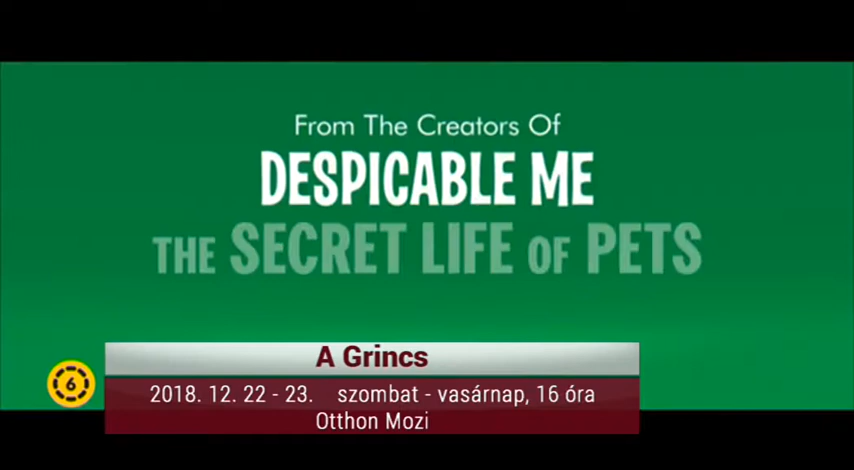 From The Creators Of
DESPICABLE ME
THE SECRET LIFE OF PETS
A Grincs
6
2018. 12. 22 - 23. szombat - vasárnap, 16 óra
Otthon Mozi